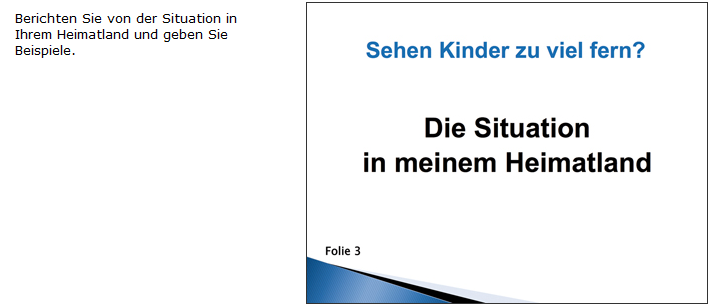 Berichten Sie von der Situation in
Ihrem Heimatland und geben Sie
Beispiele.
Sehen Kinder zu viel fern?
Die Situation
in meinem Heimatland
Folie 3